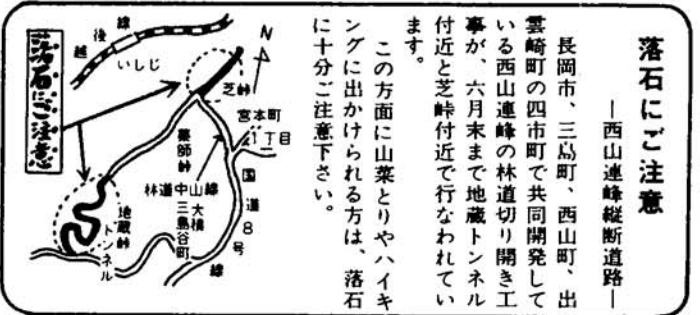 落石にご注意
―西山連峰縦断道路―
長岡市、三島町、西山町、出
雲崎町の四市町で共同開発して
いる西山連峰の林道切り開き工
事が、六月末まで地蔵トンネル
付近と芝峠付近で行なわれてい
ます。
この方面に山菜とりやハイキ
ングに出かけられる方は、落石
に十分ご注意下さい。
越後線
いしじ
N
芝峠
宮本町
1丁目
落石にご注意
薬師峠
林道中山線
国道8号線
大積
三島谷町
地蔵峠
トンネル